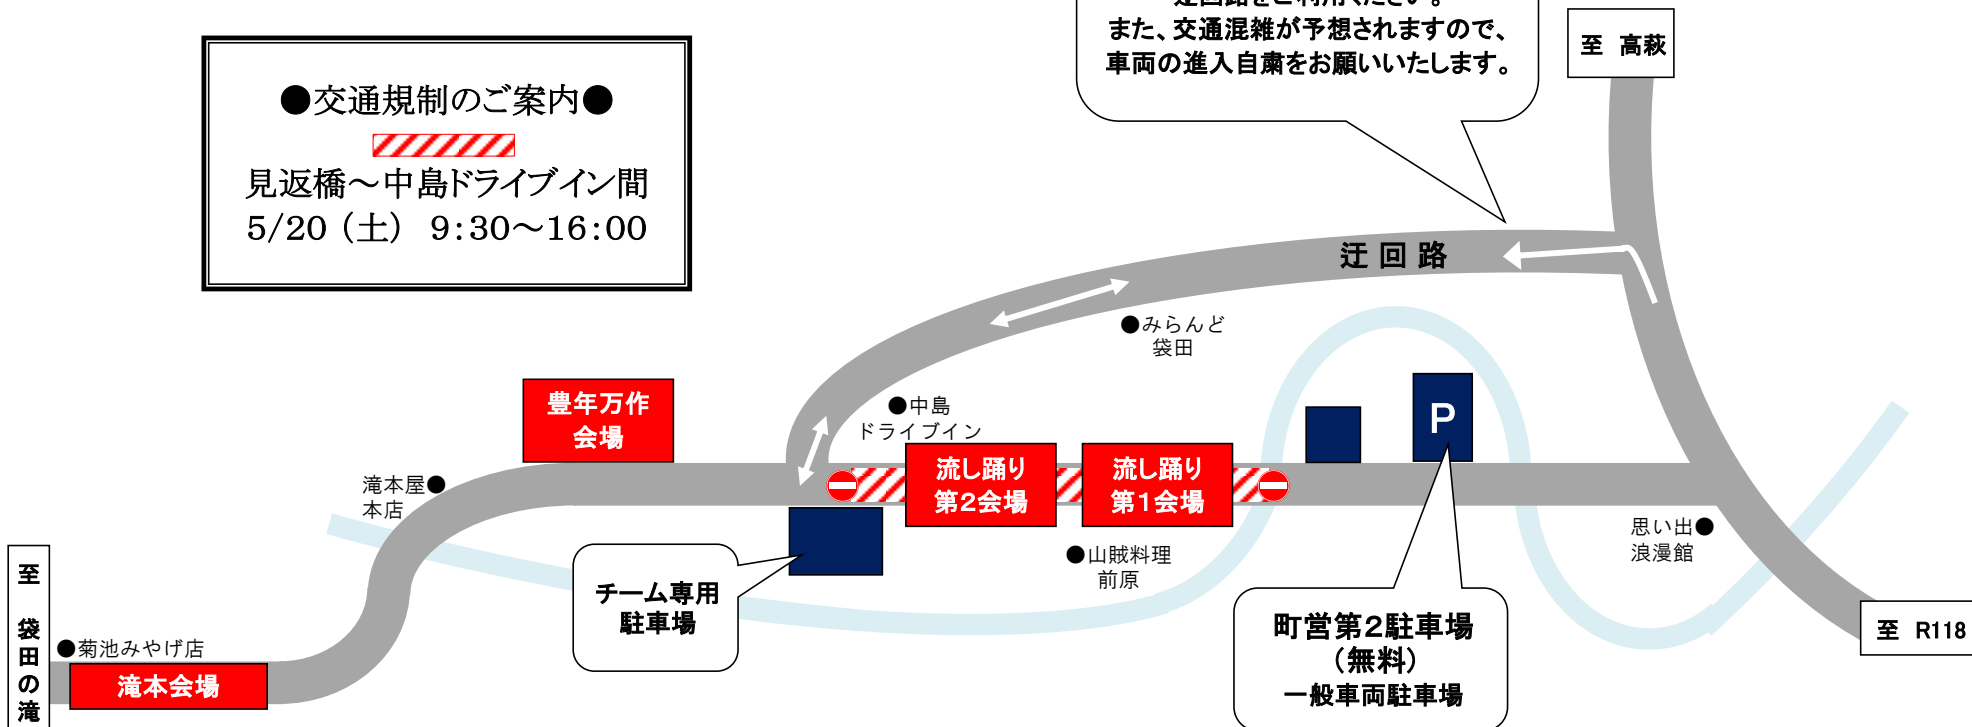 迂回路をご利用ください。
また、交通混雑が予想されますので、
車両の進入自粛をお願いいたします。
至 高萩
●交通規制のご案内●
見返橋～中島ドライブイン間
5/20（土） 9:30～16:00
迂回路
●みらんど
袋田
豊年万作
会場
●中島
ドライブイン
P
流し踊り
第2会場
流し踊り
第1会場
滝本屋●
本店
思い出●
浪漫館
●山賊料理
前原
チーム専用
駐車場
町営第2駐車場
（無料）
一般車両駐車場
至 R118
至 袋田の滝
●菊池みやげ店
滝本会場